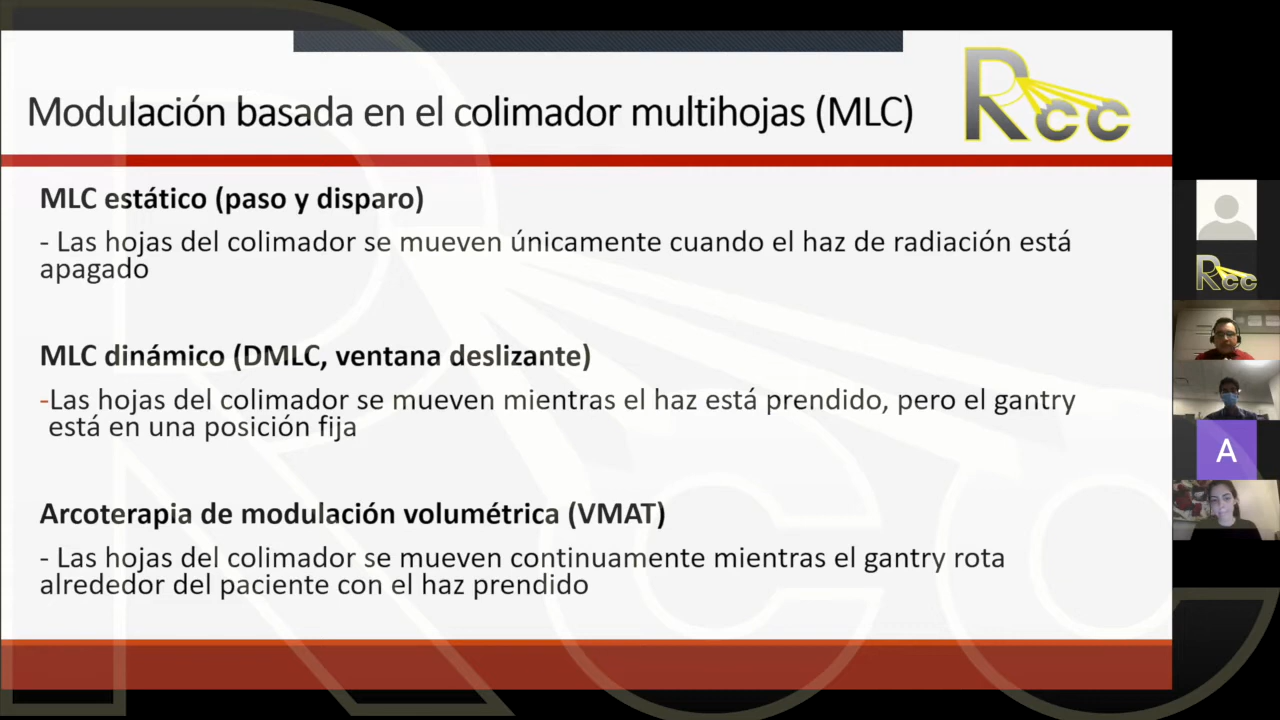 Modulación basada en el colimador multihojas (MLC)
Rcc
MLC estático (paso y disparo)
- Las hojas del colimador se mueven únicamente cuando el haz de radiación está
apagado
MLC dinámico (DMLC, ventana deslizante)
-Las hojas del colimador se mueven mientras el haz está prendido, pero el gantry
está en una posición fija
Arcoterapia de modulación volumétrica (VMAT)
- Las hojas del colimador se mueven continuamente mientras el gantry rota
alrededor del paciente con el haz prendido
Rcc
A